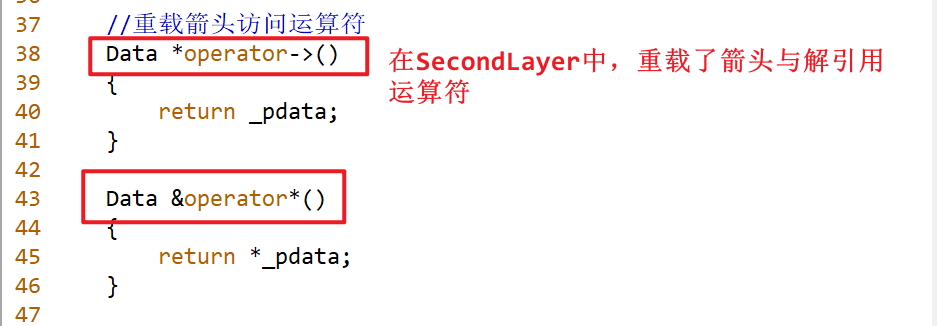 37 //重载箭头访问运算符
38 Data *operator->()
39 {
40 return _pdata;
41 }
42
43 Data &operator*()
44 {
45 return *_pdata;
46 }
47
在SecondLayer中，重载了箭头与解引用
运算符